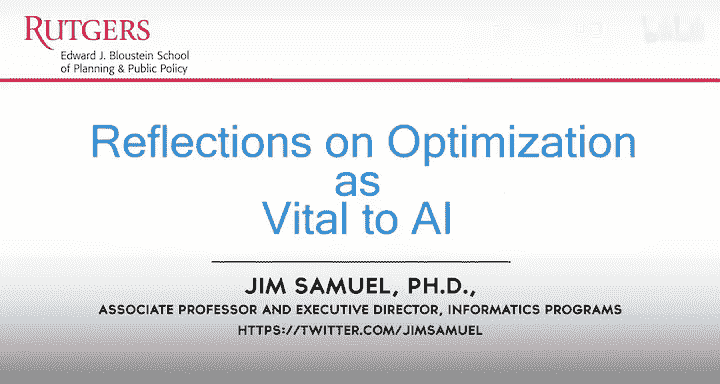 RUTGERS
Edward J. Bloustein School
of Planning & Public Policy
Reflections on Optimization
as
Vital to AI
JIM SAMUEL, PH.D.,
ASSOCIATE PROFESSOR AND EXECUTIVE DIRECTOR, INFORMATICS PROGRAMS
HTTPS://TWITTER.COM/JIMSAMUEL